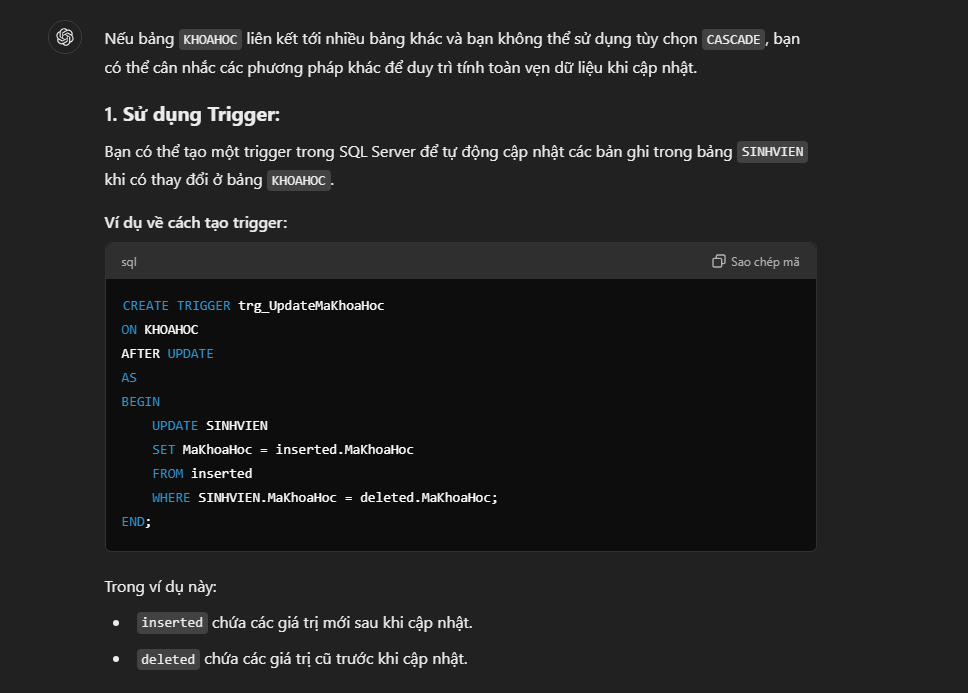 Nếu bảng KHOAHOC liên kết tới nhiều bảng khác và bạn không thể sử dụng tùy chọn CASCADE, bạn
có thể cân nhắc các phương pháp khác để duy trì tính toàn vẹn dữ liệu khi cập nhật.
1. Sử dụng Trigger:
Bạn có thể tạo một trigger trong SQL Server để tự động cập nhật các bản ghi trong bảng SINHVIEN
khi có thay đổi ở bảng KHOAHOC.
Ví dụ về cách tạo trigger:
sql Sao chép mã
CREATE TRIGGER trg_UpdateMaKhoaHoc
ON KHOAHOC
AFTER UPDATE
AS
BEGIN
    UPDATE SINHVIEN
    SET MaKhoaHoc = inserted.MaKhoaHoc
    FROM inserted
    WHERE SINHVIEN.MaKhoaHoc = deleted.MaKhoaHoc;
END;
Trong ví dụ này:
• inserted chứa các giá trị mới sau khi cập nhật.
• deleted chứa các giá trị cũ trước khi cập nhật.